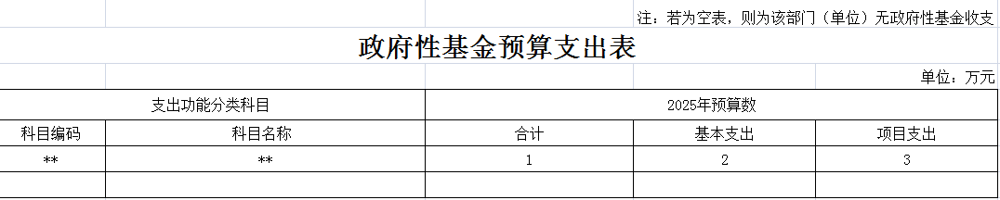 注：若为空表，则为该部门（单位）无政府性基金收支
政府性基金预算支出表
单位：万元
支出功能分类科目 2025年预算数
科目编码 科目名称 合计 基本支出 项目支出
** ** 1 2 3